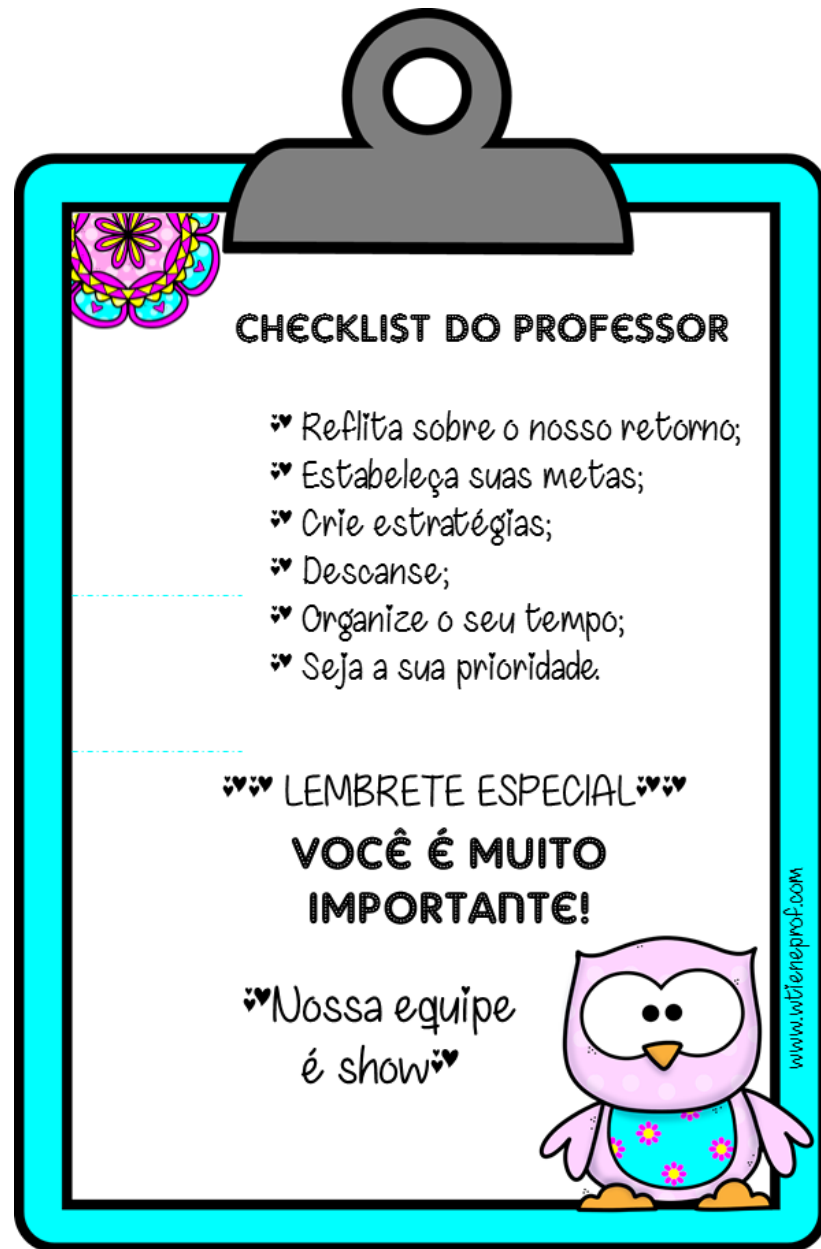 CHECKLIST DO PROFESSOR
Reflita sobre o nosso retorno;
Estabeleça suas metas;
Crie estratégias;
Descanse;
Organize o seu tempo;
Seja a sua prioridade.
LEMBRETE ESPECIAL
VOCÊ É MUITO
IMPORTANTE!
Nossa equipe
é show
www.wtieneprof.com